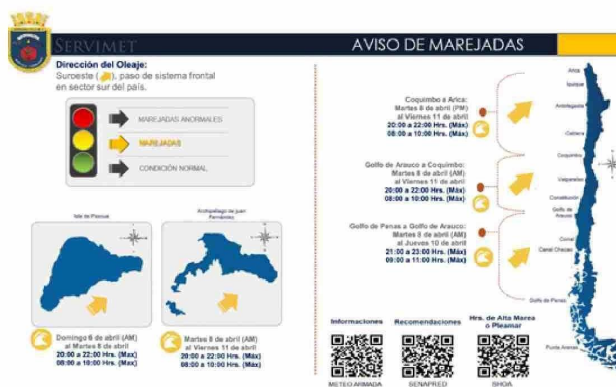 SERVIMET
AVISO DE MAREJADAS
Dirección del Oleaje:
Suroeste ( ), paso de sistema frontal
en sector sur del país.
MAREJADAS ANORMALES
MAREJADAS
CONDICIÓN NORMAL
Isla de Pascua
Archipiélago de Juan
Fernández
Domingo 6 de abril (AM)
al Martes 8 de abril
20:00 a 22:00 Hrs. (Máx)
08:00 a 10:00 Hrs. (Máx)
Martes 8 de abril (AM)
al Viernes 11 de abril
20:00 a 22:00 Hrs. (Máx)
08:00 a 10:00 Hrs. (Máx)
Coquimbo a Arica:
Martes 8 de abril (PM)
al Viernes 11 de abril
20:00 a 22:00 Hrs. (Máx)
08:00 a 10:00 Hrs. (Máx)
Golfo de Arauco a Coquimbo:
Martes 8 de abril (AM)
al Viernes 11 de abril
20:00 a 22:00 Hrs. (Máx)
08:00 a 10:00 Hrs. (Máx)
Golfo de Penas a Golfo de Arauco:
Martes 8 de abril (AM)
al Jueves 10 de abril
21:00 a 23:00 Hrs. (Máx)
09:00 a 11:00 Hrs. (Máx)
Arica
Iquique
Antofagasta
Caldera
Coquimbo
Valparaíso
Constitución
Golfo de
Arauco
Corral
Canal Chacao
Golfo de Penas
Punta Arenas
Informaciones
METEO ARMADA
Recomendaciones
SENAPRED
Hrs. de Alta Marea
o Pleamar
SHOA